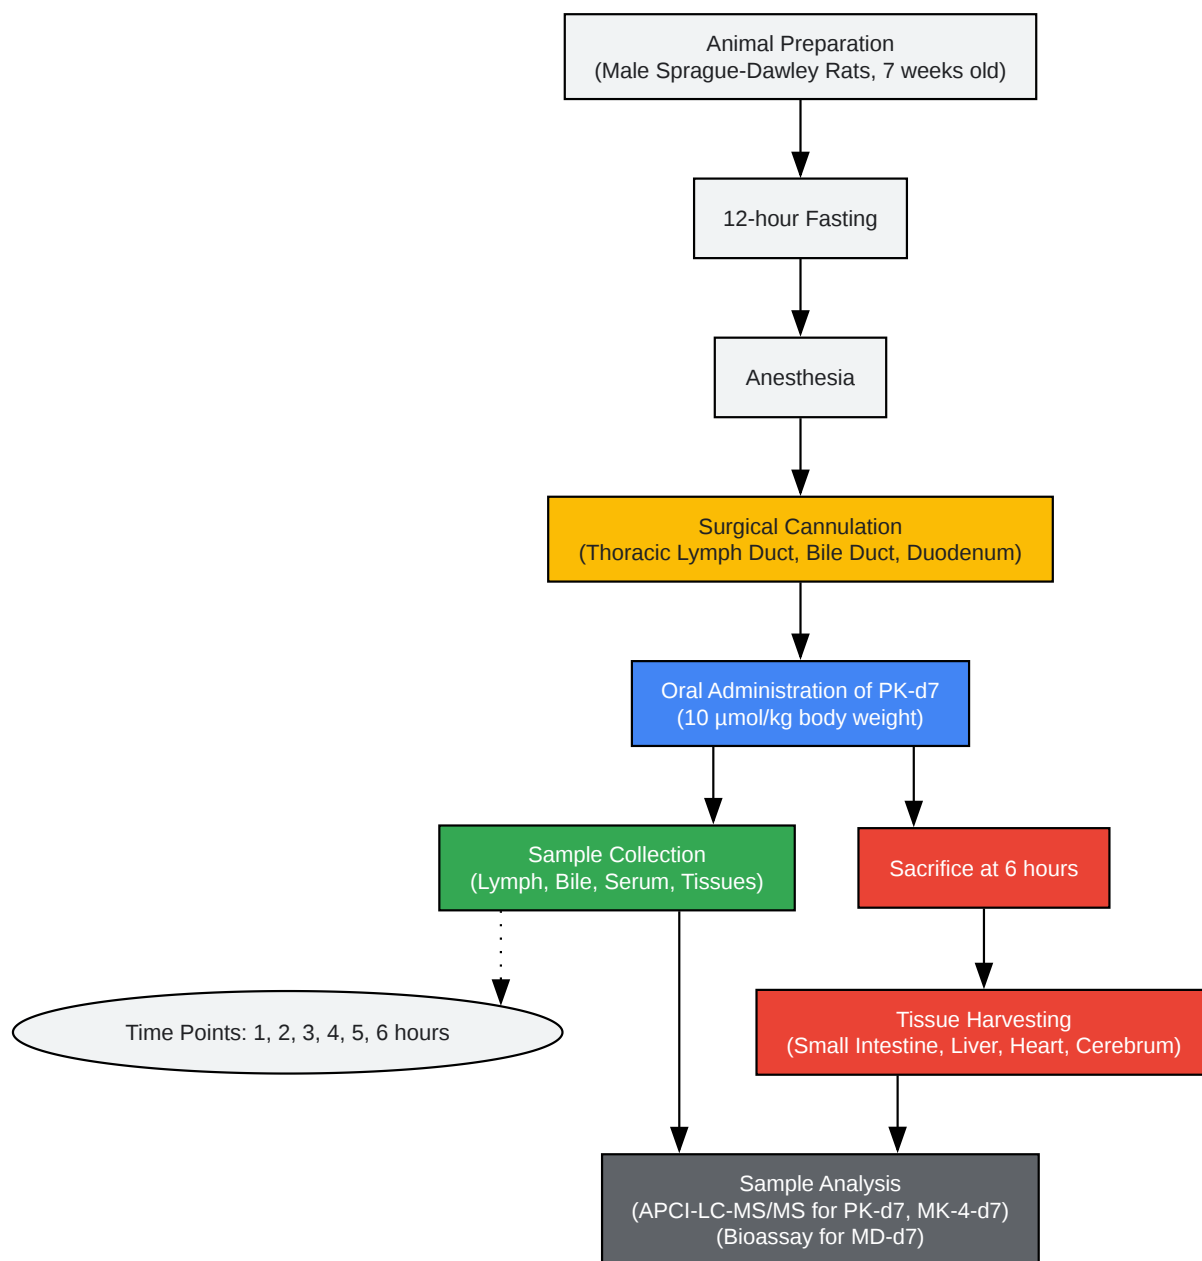 Animal Preparation
(Male Sprague-Dawley Rats, 7 weeks old)
12-hour Fasting
Anesthesia
Surgical Cannulation
(Thoracic Lymph Duct, Bile Duct, Duodenum)
Oral Administration of PK-d7
(10 µmol/kg body weight)
Sample Collection
(Lymph, Bile, Serum, Tissues)
Sacrifice at 6 hours
Time Points: 1, 2, 3, 4, 5, 6 hours
Tissue Harvesting
(Small Intestine, Liver, Heart, Cerebrum)
Sample Analysis
(APCI-LC-MS/MS for PK-d7, MK-4-d7)
(Bioassay for MD-d7)